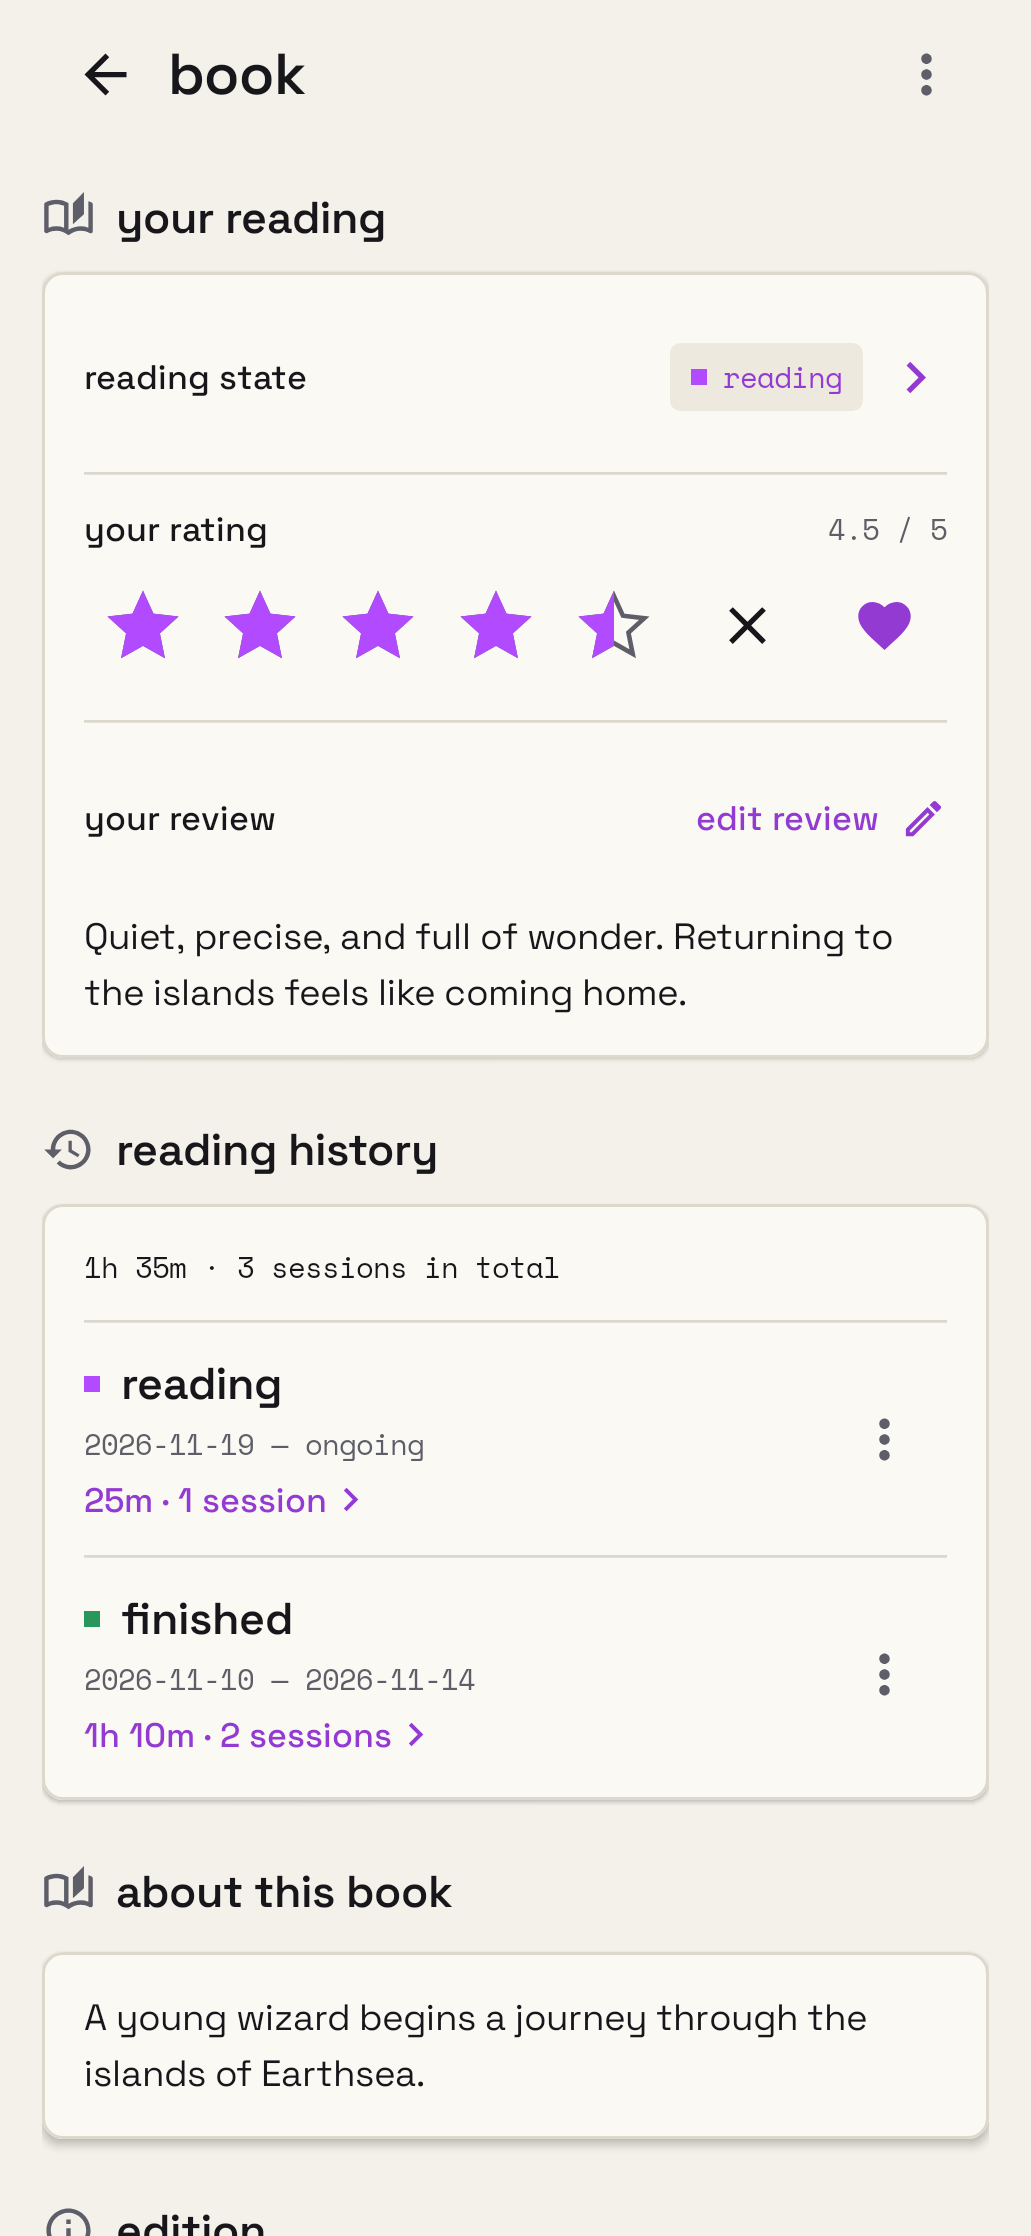 book
your reading
reading state
reading
your rating
4.5 / 5
your review
edit review
Quiet, precise, and full of wonder. Returning to
the islands feels like coming home.
reading history
1h 35m · 3 sessions in total
reading
2026-11-19 — ongoing
25m · 1 session
finished
2026-11-10 — 2026-11-14
1h 10m · 2 sessions
about this book
A young wizard begins a journey through the
islands of Earthsea.
edition